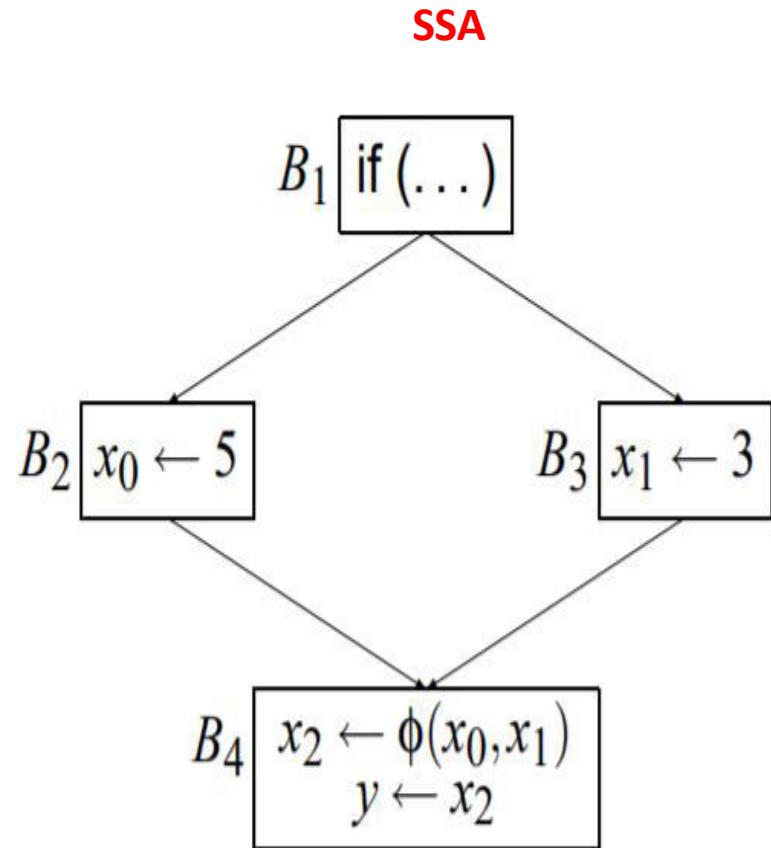 SSA
B₁ if (...)
B₂ x₀ ← 5
B₃ x₁ ← 3
B₄ x₂ ← ϕ(x₀,x₁)
y ← x₂